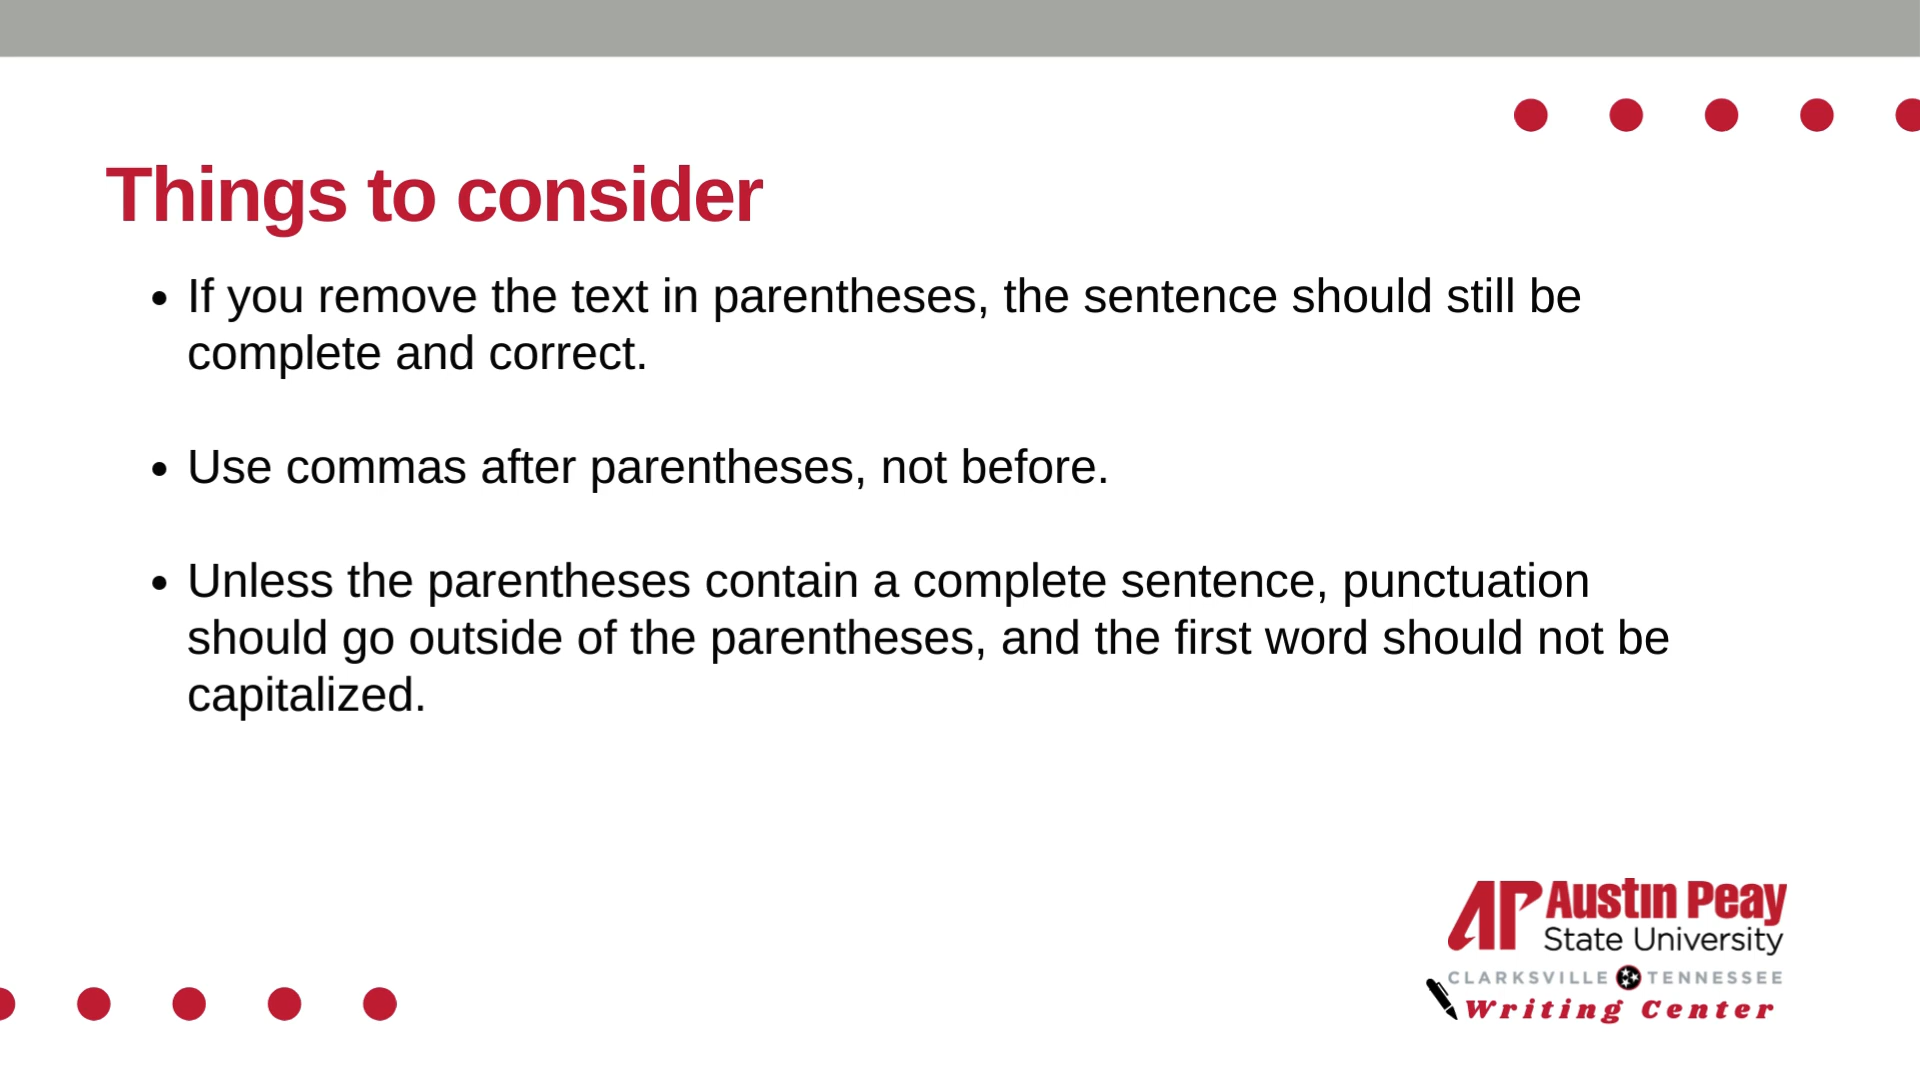 Things to consider
• If you remove the text in parentheses, the sentence should still be
complete and correct.
• Use commas after parentheses, not before.
• Unless the parentheses contain a complete sentence, punctuation
should go outside of the parentheses, and the first word should not be
capitalized.
AP Austin Peay
State University
CLARKSVILLE TENNESSEE
Writing Center